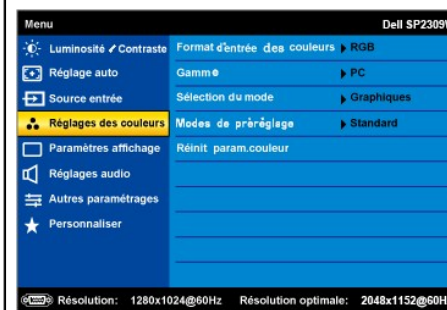 Menu Dell SP2309W
Luminosité / Contraste Format d'entrée des couleurs RGB
Réglage auto Gamme PC
Source entrée Sélection du mode Graphiques
Réglages des couleurs Modes de préréglage Standard
Paramètres affichage Réinit param.couleur
Réglages audio
Autres paramétrages
Personnaliser
Résolution: 1280x1024@60Hz Résolution optimale: 2048x1152@60H